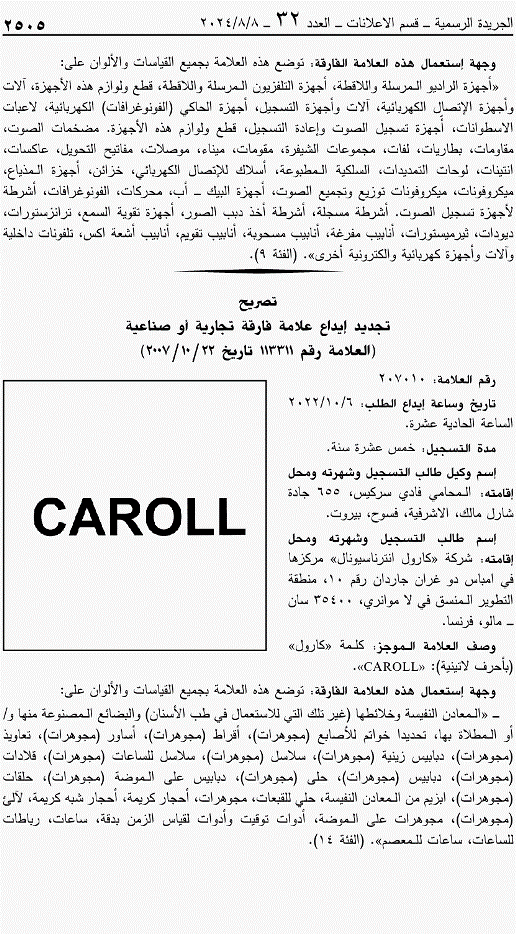 الجريدة الرسمية ــ قسم الاعلانات ــ العدد ٣٢ ــ ٢٠٢٤/٨/٨
٢٥٠٥
وجهة إستعمال هذه العلامة الفارقة: توضع هذه العلامة بجميع القياسات والألوان على:
«أجهزة الراديو المرسلة واللاقطة، أجهزة التلفزيون المرسلة واللاقطة، قطع ولوازم هذه الأجهزة، آلات
وأجهزة الإتصال الكهربائية، آلات وأجهزة التسجيل، أجهزة الحاكي (الفونوغرافات) الكهربائية، لاعبات
الاسطوانات، أجهزة تسجيل الصوت وإعادة التسجيل، قطع ولوازم هذه الأجهزة. مضخمات الصوت،
مقاومات، بطاريات، لفات، مجموعات الشيفرة، مقومات، ميناء، موصلات، مفاتيح التحويل، عاكسات،
انتينات، لوحات التمديدات، السلكية المطبوعة، أسلاك للإتصال الكهربائي، خزائن، أجهزة المذياع،
ميكروفونات، ميكروفونات توزيع وتجميع الصوت، أجهزة البيك ــ أب، محركات، الفونوغرافات، أشرطة
لأجهزة تسجيل الصوت. أشرطة مسجلة، أشرطة أخذ دبب الصور، أجهزة تقوية السمع، ترانزستورات،
ديودات، ثيرميستورات، أنابيب مفرغة، أنابيب مسحوبة، أنابيب تقويم، أنابيب أشعة اكس، تلفونات داخلية
وآلات وأجهزة كهربائية والكترونية أخرى». (الفئة ٩).
تصريح
تجديد إيداع علامة فارقة تجارية أو صناعية
(العلامة رقم ١١٣٣١١ تاريخ ٢٠٠٧/١٠/٢٢)
رقم العلامة: ٢٠٧٠١٠
تاريخ وساعة إيداع الطلب: ٢٠٢٢/١٠/٦
الساعة الحادية عشرة.
مدة التسجيل: خمس عشرة سنة.
إسم وكيل طالب التسجيل وشهرته ومحل
إقامته: المحامي فادي سركيس، ٦٥٥ جادة
شارل مالك، الاشرفية، فسوح، بيروت.
إسم طالب التسجيل وشهرته ومحل
إقامته: شركة «كارول انترناسيونال» مركزها
في امباس دو غران جاردان رقم ١٠، منطقة
التطوير المنسق في لا موانري، ٣٥٤٠٠ سان
ــ مالو، فرنسا.
وصف العلامة الموجز: كلمة «كارول»
(بأحرف لاتينية): «CAROLL».
CAROLL
وجهة إستعمال هذه العلامة الفارقة: توضع هذه العلامة بجميع القياسات والألوان على:
ــ «المعادن النفيسة وخلائطها (غير تلك التي للاستعمال في طب الأسنان) والبضائع المصنوعة منها و/
أو المطلاة بها، تحديدا خواتم للأصابع (مجوهرات)، أقراط (مجوهرات)، أساور (مجوهرات)، تعاويذ
(مجوهرات)، دبابيس زينية (مجوهرات)، سلاسل (مجوهرات)، سلاسل للساعات (مجوهرات)، قلادات
(مجوهرات)، دبابيس (مجوهرات)، حلى (مجوهرات)، دبابيس على الموضة (مجوهرات)، حلقات
(مجوهرات)، ابزيم من المعادن النفيسة، حلي للقبعات، مجوهرات، أحجار كريمة، أحجار شبه كريمة، لآلئ
(مجوهرات)، مجوهرات على الموضة، أدوات توقيت وأدوات لقياس الزمن بدقة، ساعات، رباطات
للساعات، ساعات للمعصم». (الفئة ١٤).